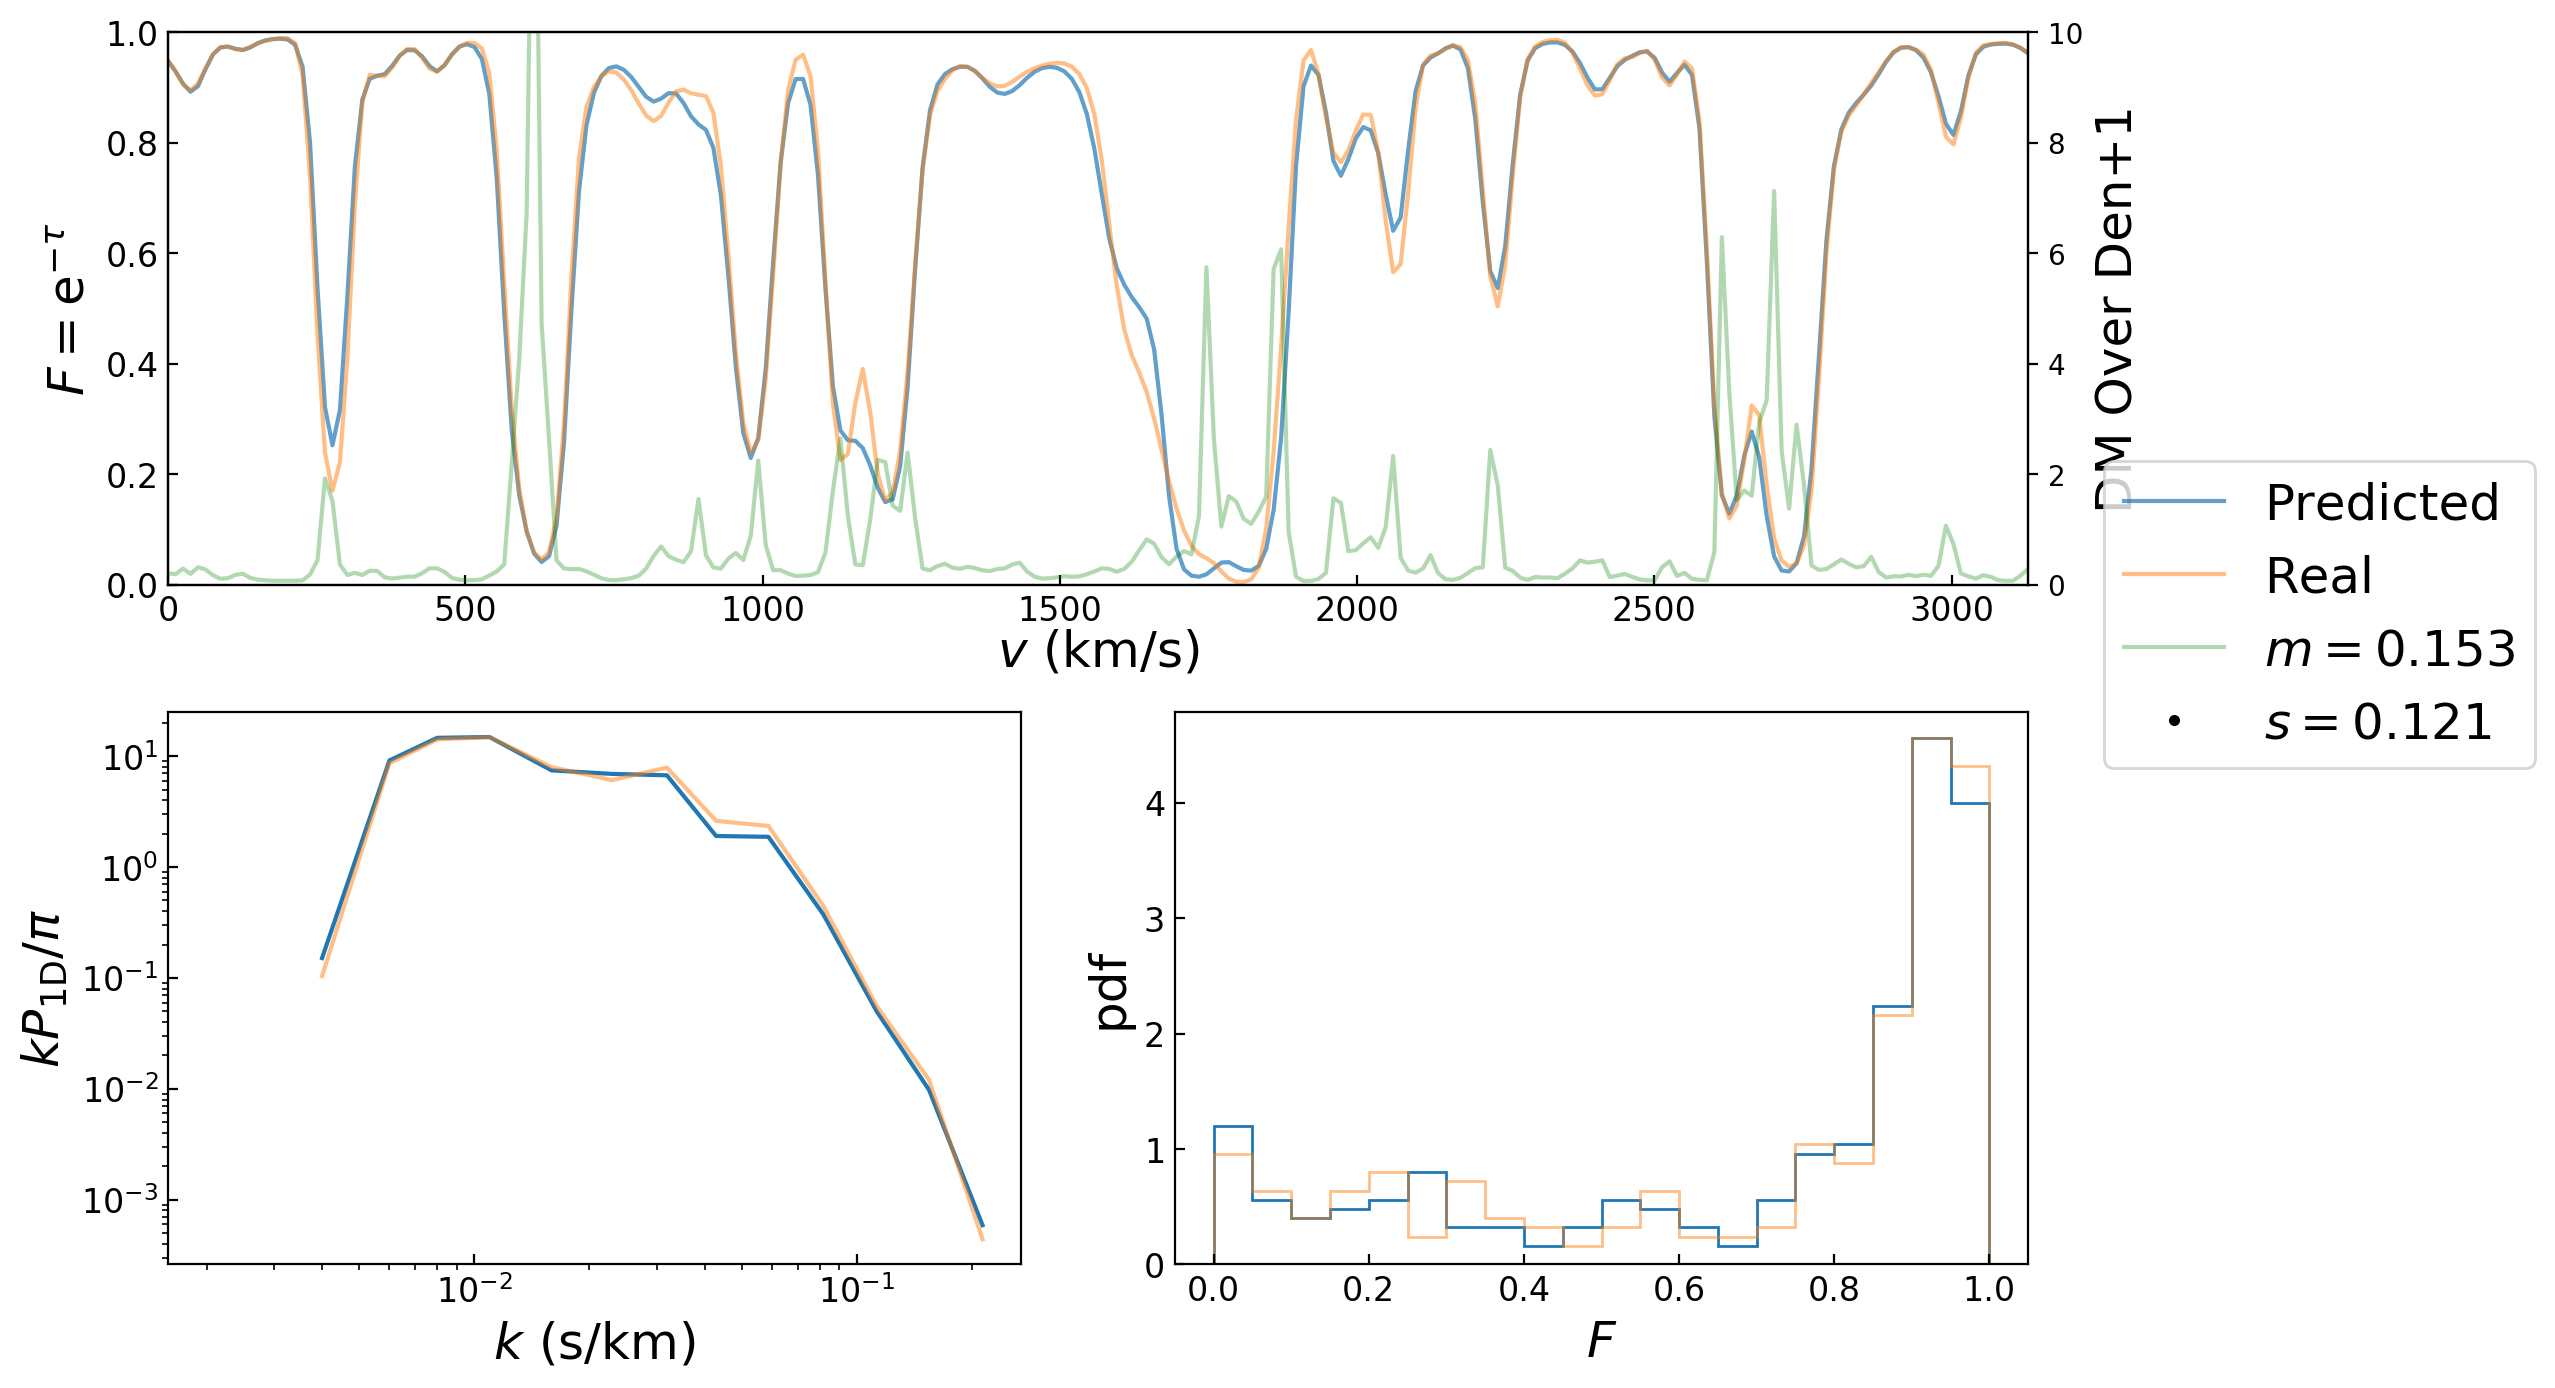 1.0
0.8
0.6
0.4
0.2
0.0
F = e^{−τ}
10
8
6
4
2
0
DM Over Den+1
0 500 1000 1500 2000 2500 3000
v (km/s)
Predicted
Real
m = 0.153
s = 0.121
10^1
10^0
10^{−1}
10^{−2}
10^{−3}
kP_{1D}/π
10^{−2} 10^{−1}
k (s/km)
4
3
2
1
0
pdf
0.0 0.2 0.4 0.6 0.8 1.0
F